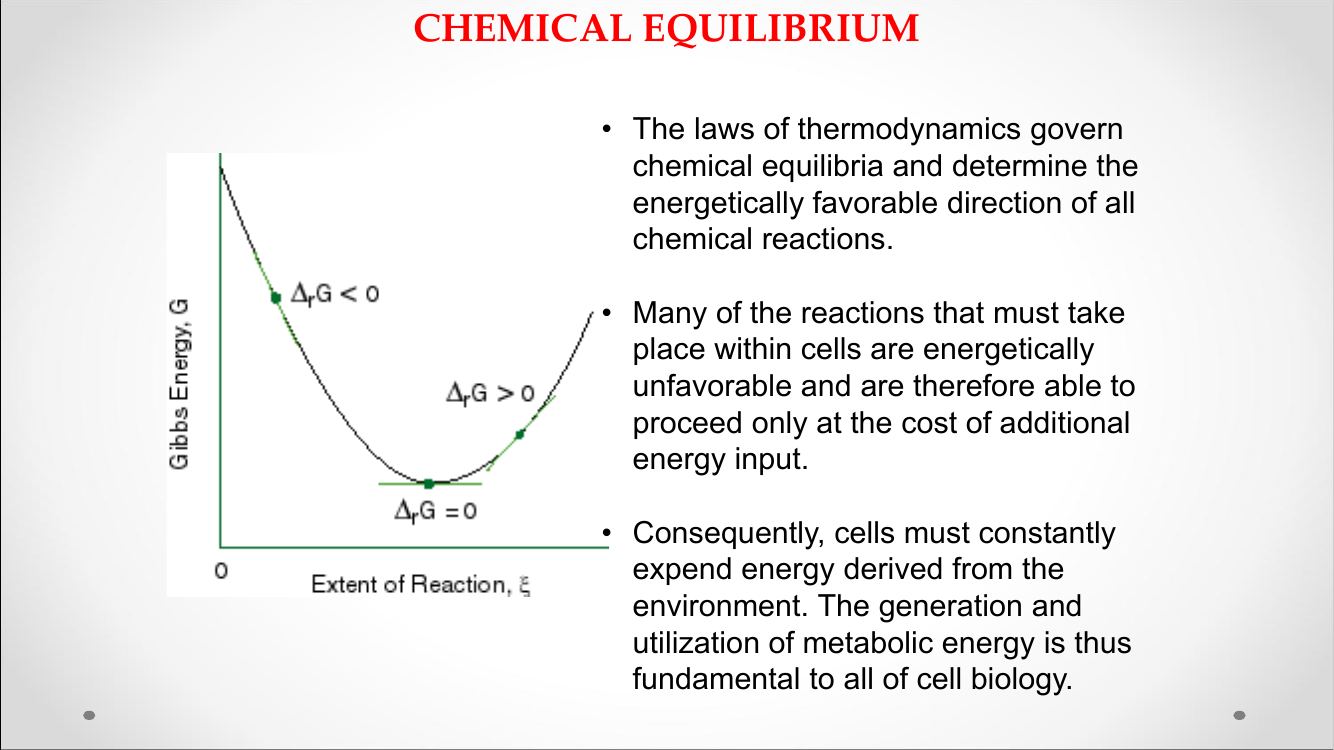 CHEMICAL EQUILIBRIUM
Gibbs Energy, G
ΔrG < 0
ΔrG > 0
ΔrG = 0
0
Extent of Reaction, ξ
• The laws of thermodynamics govern
chemical equilibria and determine the
energetically favorable direction of all
chemical reactions.
• Many of the reactions that must take
place within cells are energetically
unfavorable and are therefore able to
proceed only at the cost of additional
energy input.
• Consequently, cells must constantly
expend energy derived from the
environment. The generation and
utilization of metabolic energy is thus
fundamental to all of cell biology.